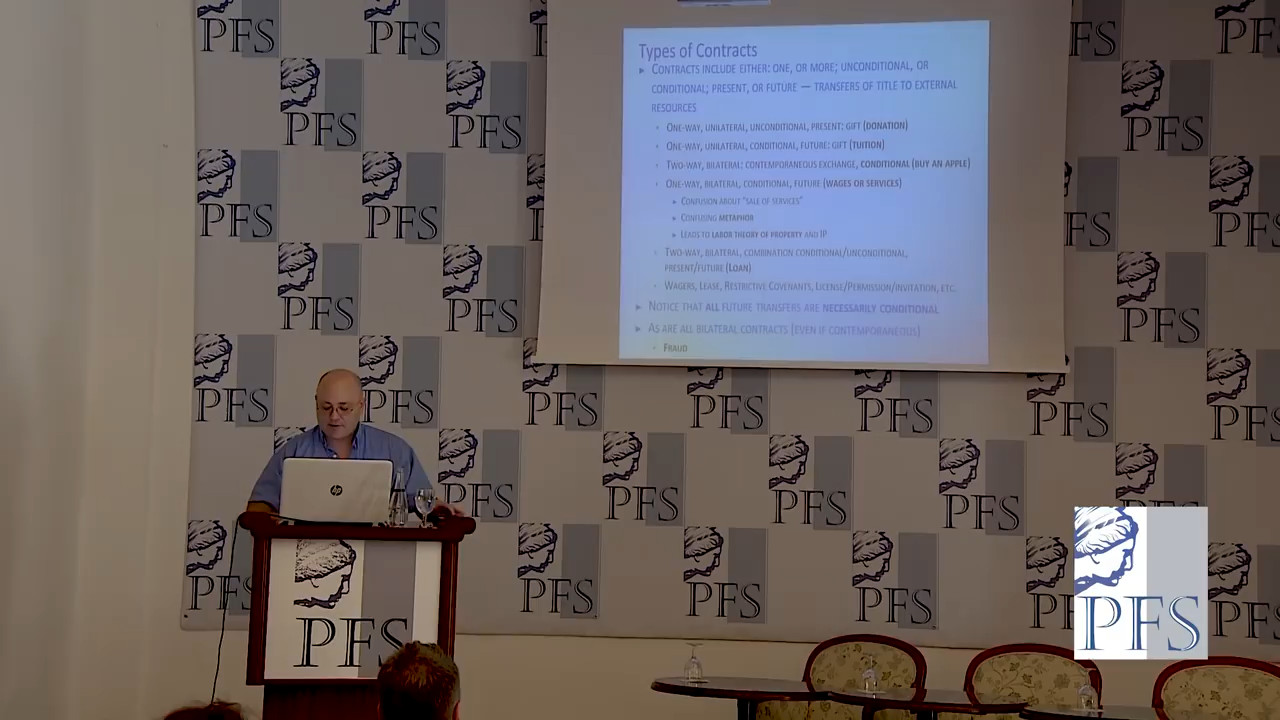 Types of Contracts
CONTRACTS INCLUDE EITHER: ONE, OR MORE; UNCONDITIONAL, OR
CONDITIONAL; PRESENT, OR FUTURE — TRANSFERS OF TITLE TO EXTERNAL
RESOURCES
ONE-WAY, UNILATERAL, UNCONDITIONAL, PRESENT: GIFT (DONATION)
ONE-WAY, UNILATERAL, CONDITIONAL, FUTURE: GIFT (TUITION)
TWO-WAY, BILATERAL: CONTEMPORANEOUS EXCHANGE, CONDITIONAL (BUY AN APPLE)
ONE-WAY, BILATERAL, CONDITIONAL, FUTURE (WAGES OR SERVICES)
CONFUSION ABOUT "SALE OF SERVICES"
CONFUSING METAPHOR
LEADS TO LABOR THEORY OF PROPERTY AND IP
TWO-WAY, BILATERAL, COMBINATION CONDITIONAL/UNCONDITIONAL,
PRESENT/FUTURE (LOAN)
WAGERS, LEASE, RESTRICTIVE COVENANTS, LICENSE/PERMISSION/INVITATION, ETC.
NOTICE THAT ALL FUTURE TRANSFERS ARE NECESSARILY CONDITIONAL
AS ARE ALL BILATERAL CONTRACTS (EVEN IF CONTEMPORANEOUS)
FRAUD
hp
PFS
PFS